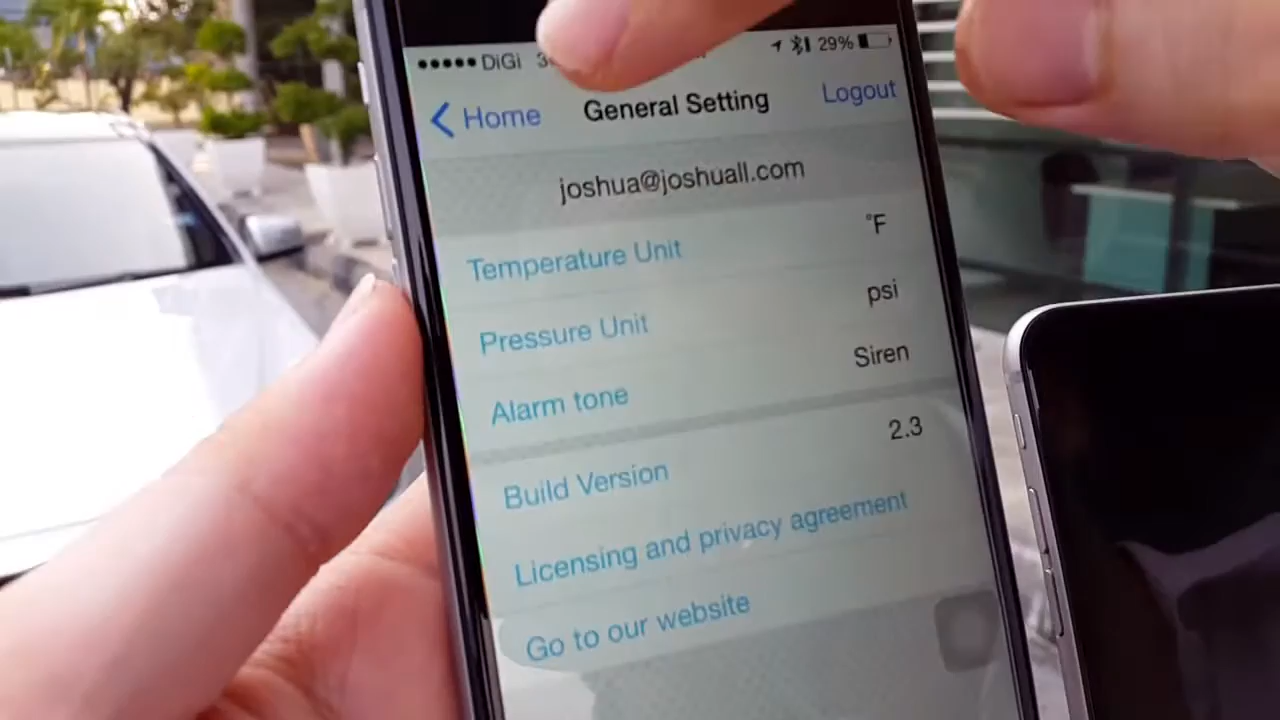 DiGi 29%
Home General Setting Logout
joshua@joshuall.com
Temperature Unit °F
Pressure Unit psi
Alarm tone Siren
Build Version 2.3
Licensing and privacy agreement
Go to our website